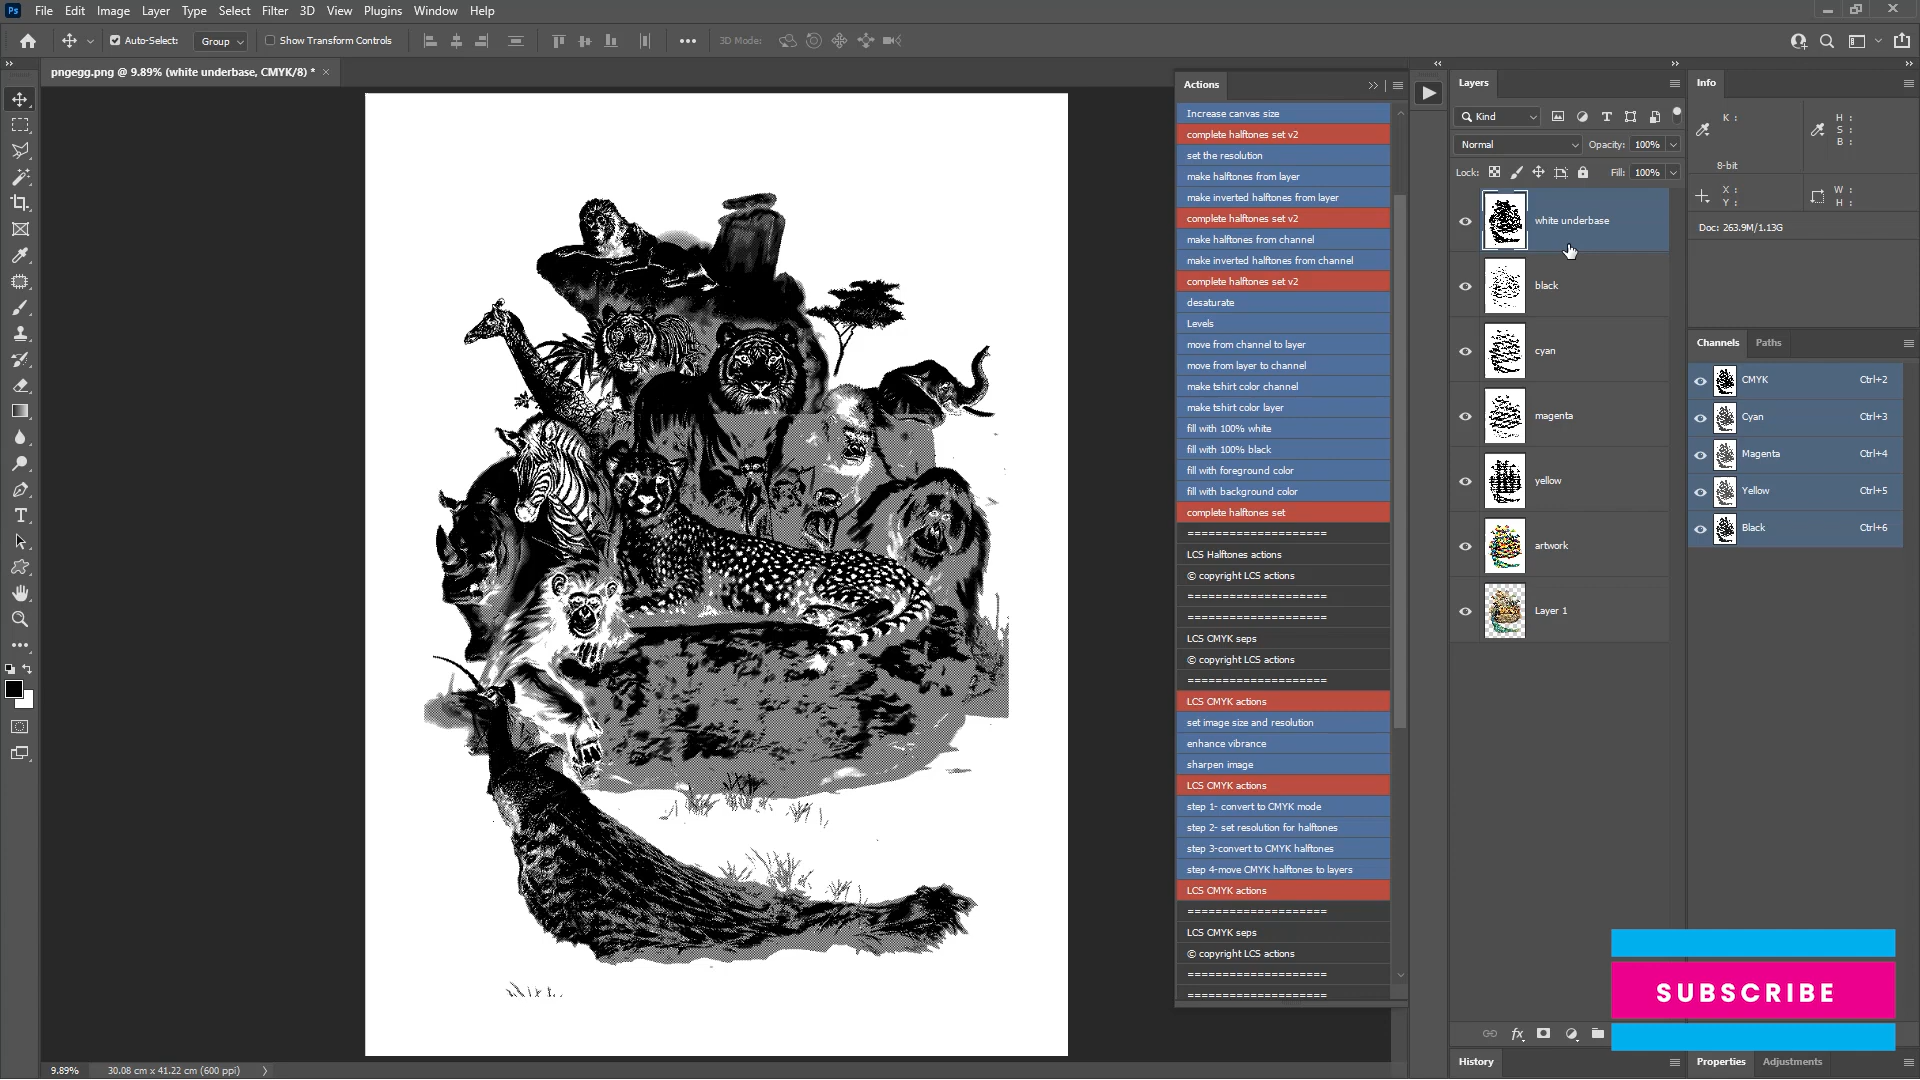 Ps File Edit Image Layer Type Select Filter 3D View Plugins Window Help
Auto-Select: Group Show Transform Controls 3D Mode:
pngegg.png @ 9.89% (white underbase, CMYK/8) *
Actions
Increase canvas size
complete halftones set v2
set the resolution
make halftones from layer
make inverted halftones from layer
complete halftones set v2
make halftones from channel
make inverted halftones from channel
complete halftones set v2
desaturate
Levels
move from channel to layer
move from layer to channel
make tshirt color channel
make tshirt color layer
fill with 100% white
fill with 100% black
fill with foreground color
fill with background color
complete halftones set
=====================
LCS Halftones actions
© copyright LCS actions
=====================
=====================
LCS CMYK seps
© copyright LCS actions
=====================
LCS CMYK actions
set image size and resolution
enhance vibrance
sharpen image
LCS CMYK actions
step 1- convert to CMYK mode
step 2- set resolution for halftones
step 3-convert to CMYK halftones
step 4-move CMYK halftones to layers
LCS CMYK actions
=====================
LCS CMYK seps
© copyright LCS actions
=====================
=====================
Layers
Kind
Normal Opacity: 100%
Lock: Fill: 100%
white underbase
black
cyan
magenta
yellow
artwork
Layer 1
History
Info
K : H :
S :
B :
8-bit
X : W :
Y : H :
Doc: 263.9M/1.13G
Channels Paths
CMYK Ctrl+2
Cyan Ctrl+3
Magenta Ctrl+4
Yellow Ctrl+5
Black Ctrl+6
SUBSCRIBE
Properties Adjustments
9.89% 30.08 cm x 41.22 cm (600 ppi)